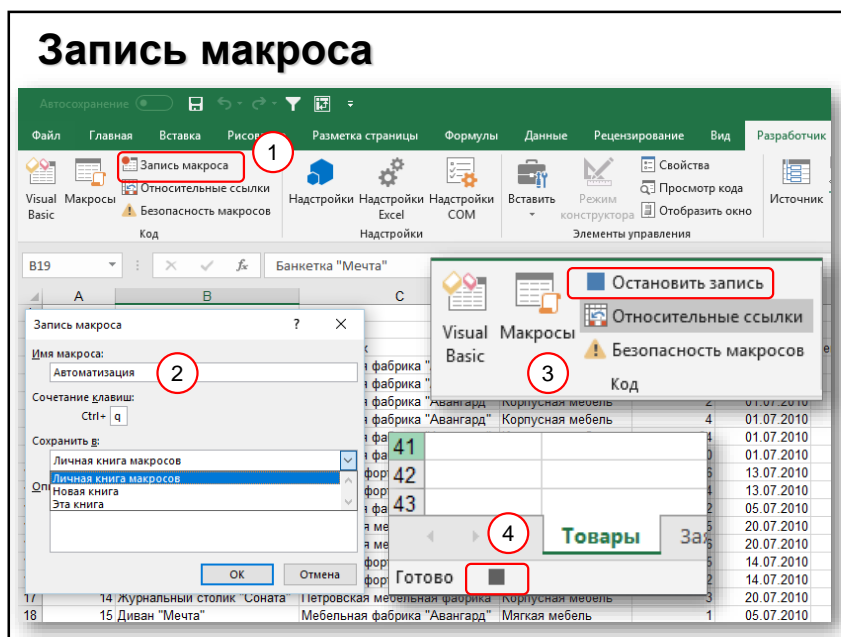 Запись макроса
Автосохранение
Файл Главная Вставка Разметка страницы Формулы Данные Рецензирование Вид Разработчик
1
Visual Basic
Макросы
Запись макроса
Относительные ссылки
Безопасность макросов
Код
Надстройки
Надстройки Excel
Надстройки COM
Надстройки
Вставить
Режим конструктора
Свойства
Просмотр кода
Отобразить окно
Элементы управления
Источник
B19
fx
Банкетка "Мечта"
A B C
Запись макроса ? ×
Имя макроса:
Автоматизация
2
Сочетание клавиш:
Ctrl+ q
Сохранить в:
Личная книга макросов
Личная книга макросов
Новая книга
Эта книга
OK Отмена
Visual Basic
Макросы
Остановить запись
Относительные ссылки
Безопасность макросов
3
Код
фабрика "Авангард" Корпусная мебель 2 01.07.2010
фабрика "Авангард" Корпусная мебель 4 01.07.2010
01.07.2010
01.07.2010
13.07.2010
13.07.2010
05.07.2010
20.07.2010
20.07.2010
14.07.2010
14.07.2010
41
42
43
4
Товары
Готово
17 14 Журнальный столик "Соната" Петровская мебельная фабрика Корпусная мебель 3 20.07.2010
18 15 Диван "Мечта" Мебельная фабрика "Авангард" Мягкая мебель 1 05.07.2010